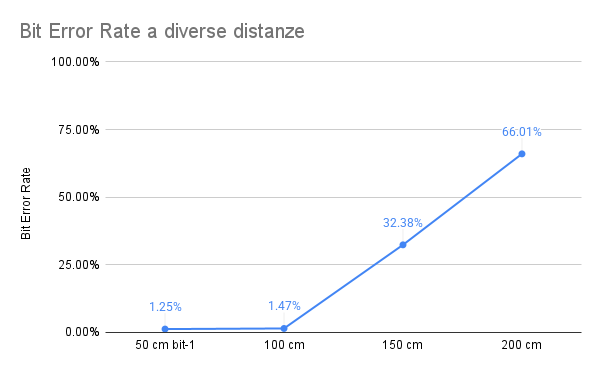 Bit Error Rate a diverse distanze
100.00%
75.00%
50.00%
25.00%
0.00%
Bit Error Rate
1.25%
1.47%
32.38%
66.01%
50 cm bit-1
100 cm
150 cm
200 cm